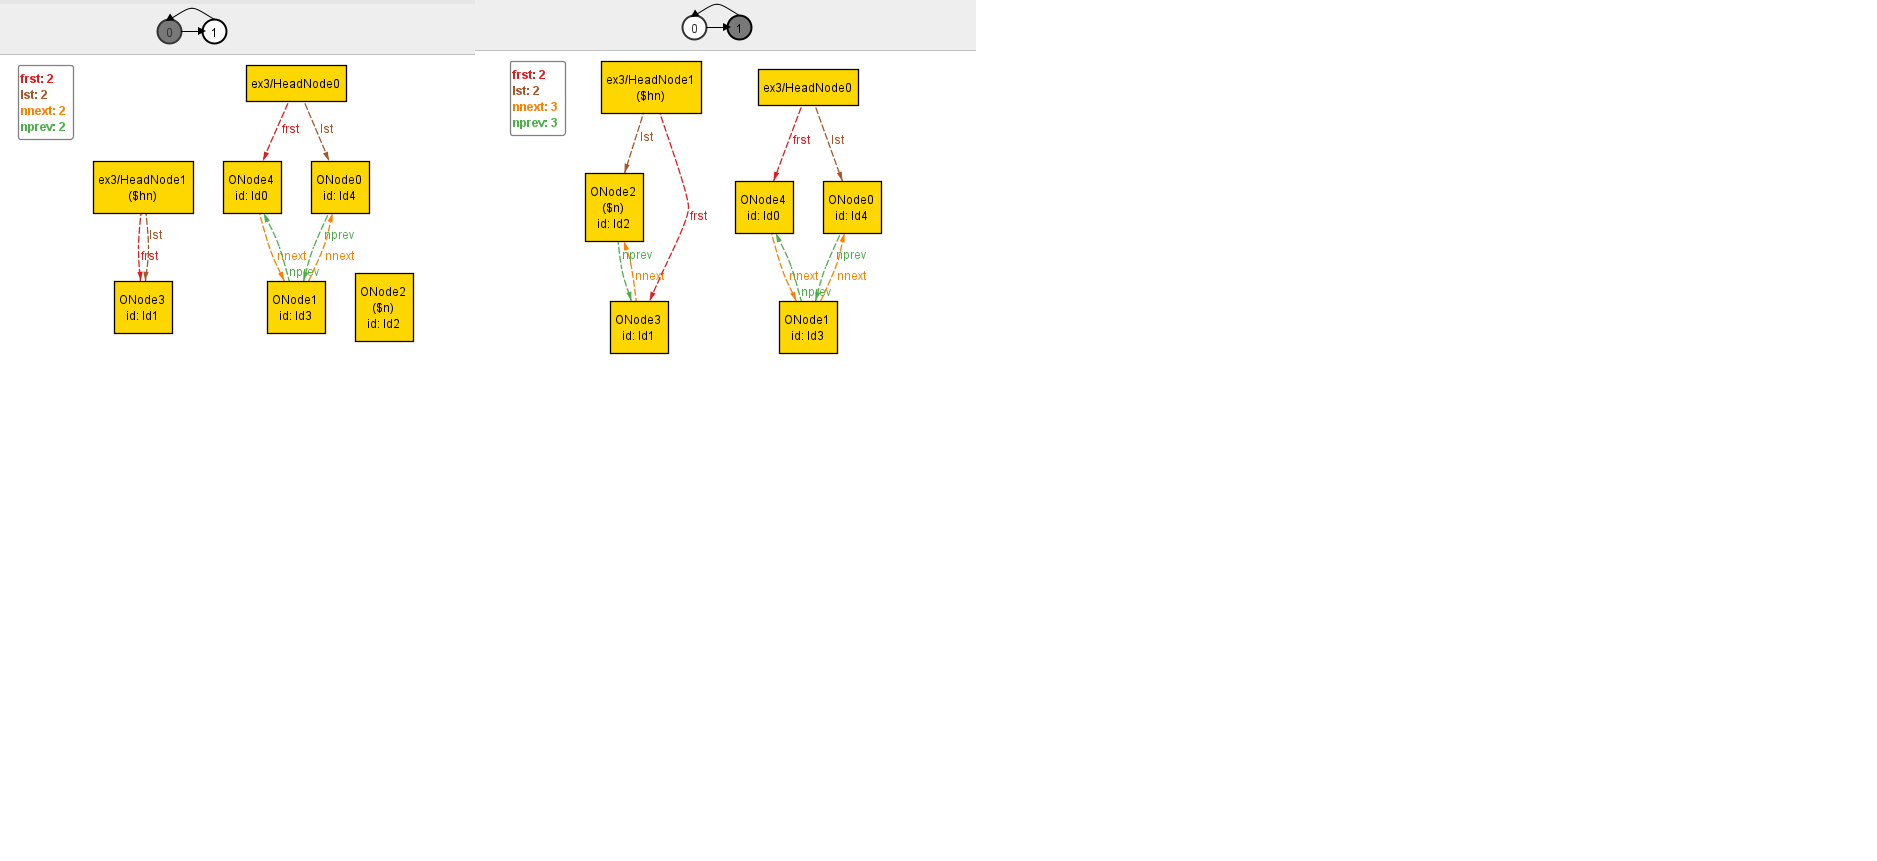 0
1
frst: 2
lst: 2
nnext: 2
nprev: 2
ex3/HeadNode0
frst
lst
ex3/HeadNode1
($hn)
ONode4
id: Id0
ONode0
id: Id4
lst
frst
nprev
nnext
nnext
nprev
ONode3
id: Id1
ONode1
id: Id3
ONode2
($n)
id: Id2
0
1
frst: 2
lst: 2
nnext: 3
nprev: 3
ex3/HeadNode1
($hn)
ex3/HeadNode0
lst
frst
lst
ONode2
($n)
id: Id2
frst
ONode4
id: Id0
ONode0
id: Id4
nprev
nnext
nprev
nnext
nnext
nprev
ONode3
id: Id1
ONode1
id: Id3